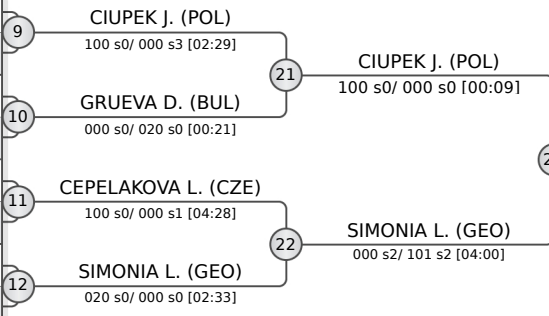 9
CIUPEK J. (POL)
100 s0/ 000 s3 [02:29]
21
CIUPEK J. (POL)
100 s0/ 000 s0 [00:09]
10
GRUEVA D. (BUL)
000 s0/ 020 s0 [00:21]
11
CEPELAKOVA L. (CZE)
100 s0/ 000 s1 [04:28]
22
SIMONIA L. (GEO)
000 s2/ 101 s2 [04:00]
12
SIMONIA L. (GEO)
020 s0/ 000 s0 [02:33]